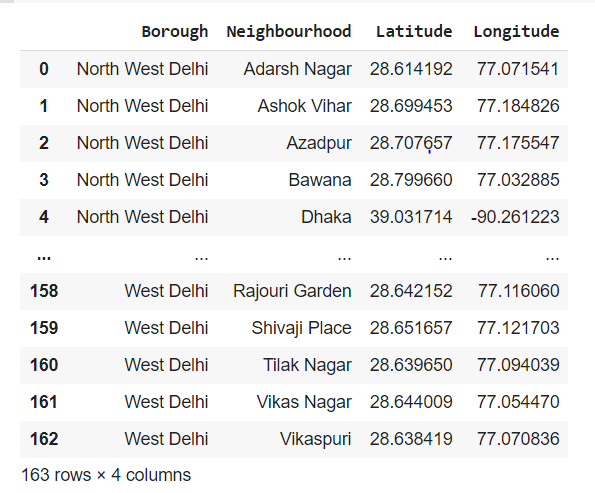 Borough Neighbourhood Latitude Longitude
0 North West Delhi Adarsh Nagar 28.614192 77.071541
1 North West Delhi Ashok Vihar 28.699453 77.184826
2 North West Delhi Azadpur 28.707657 77.175547
3 North West Delhi Bawana 28.799660 77.032885
4 North West Delhi Dhaka 39.031714 -90.261223
... ... ... ... ...
158 West Delhi Rajouri Garden 28.642152 77.116060
159 West Delhi Shivaji Place 28.651657 77.121703
160 West Delhi Tilak Nagar 28.639650 77.094039
161 West Delhi Vikas Nagar 28.644009 77.054470
162 West Delhi Vikaspuri 28.638419 77.070836
163 rows × 4 columns